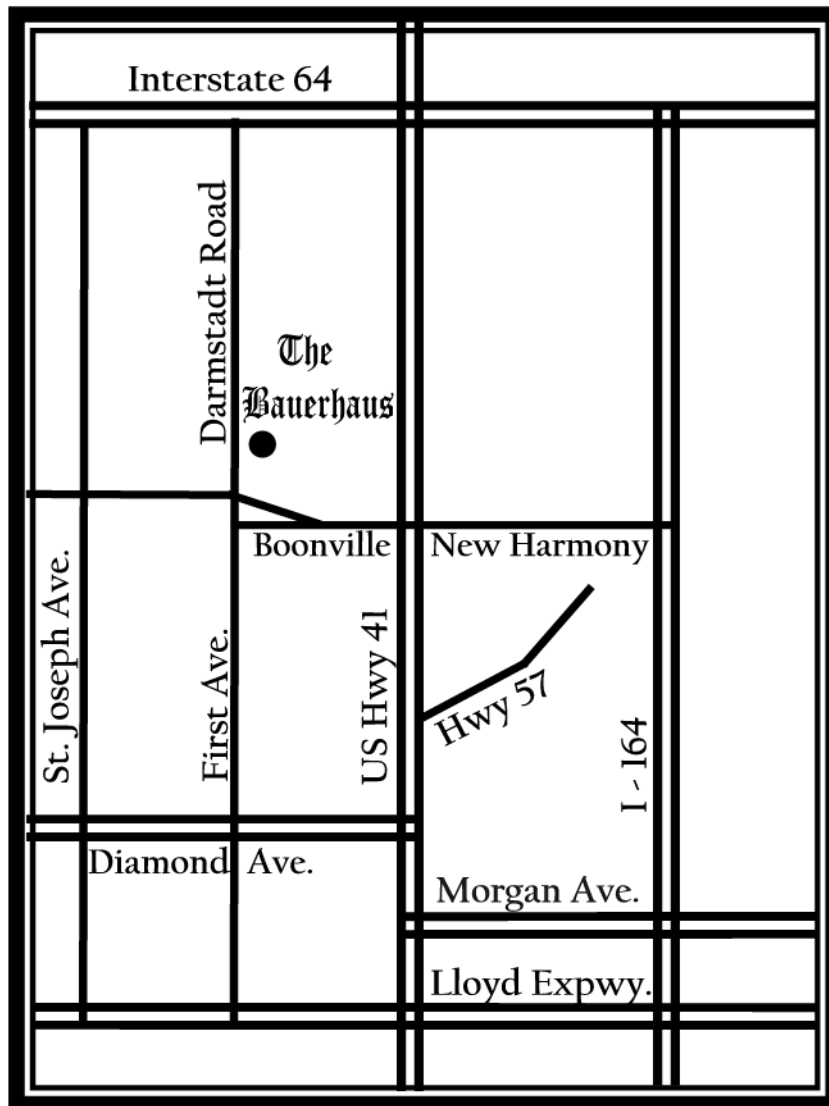 Interstate 64
Darmstadt Road
The
Bauerhaus
Boonville
New Harmony
St. Joseph Ave.
First Ave.
US Hwy 41
Hwy 57
I - 164
Diamond Ave.
Morgan Ave.
Lloyd Expwy.